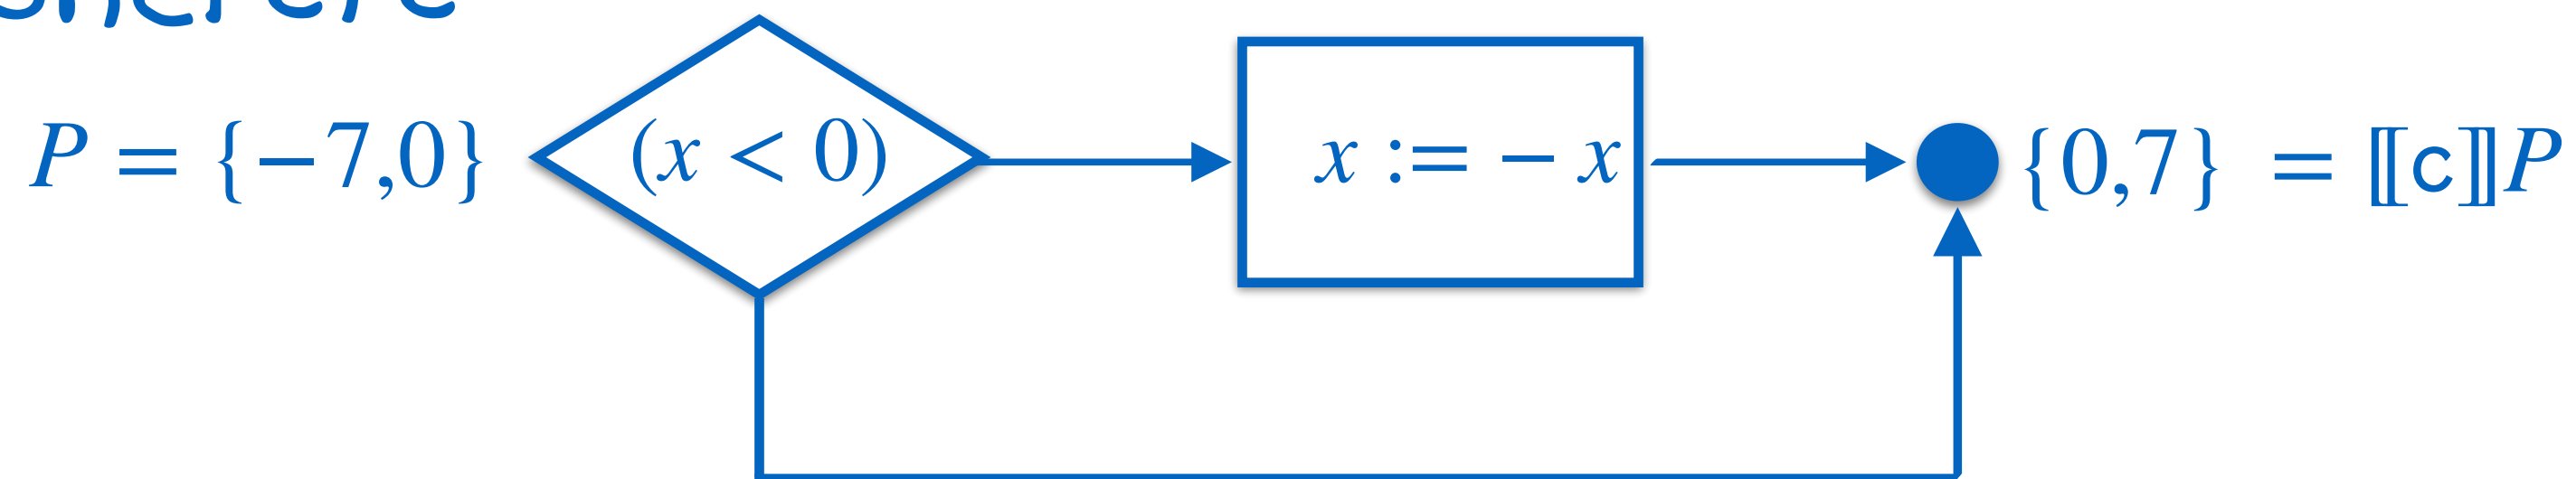 P = {−7,0} (x < 0) x := − x {0,7} = ⟦c⟧P